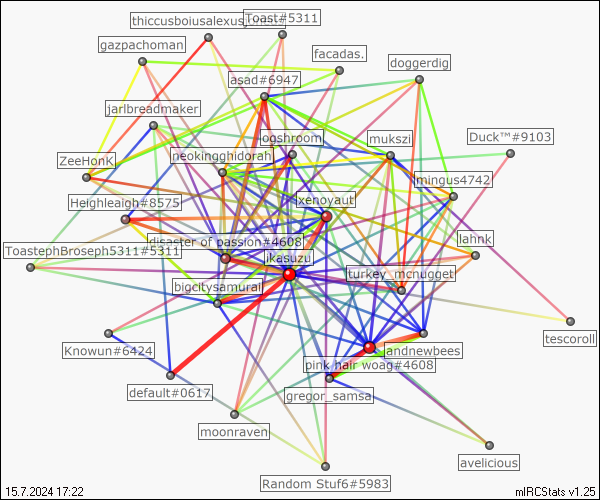 thiccusboiusalexus
Toast#5311
gazpachoman
facadas.
doggerdig
asad#6947
jarlbreadmaker
Duck™#9103
ogshroom
mukszi
neokingghidorah
ZeeHonK
mingus4742
xenoyaut
Heighleaigh#8575
lahnk
disaster of passion#4608
ToastephBroseph5311#5311
ikasuzu
turkey_mcnugget
bigcitysamurai
tescoroll
Knowun#6424
andnewbees
pink hair woag#4608
default#0617
gregor_samsa
moonraven
avelicious
Random Stuf6#5983
15.7.2024 17:22
mIRCStats v1.25